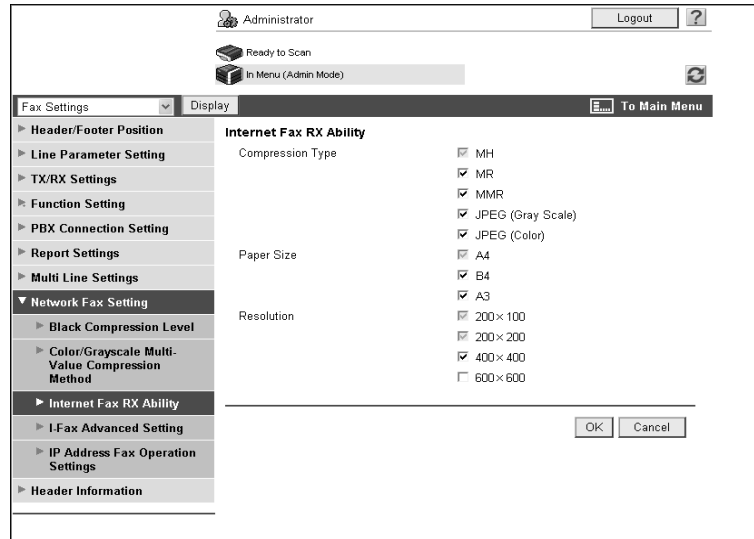 Administrator
Logout
?
Ready to Scan
In Menu (Admin Mode)
Fax Settings
Display
To Main Menu
Header/Footer Position
Line Parameter Setting
TX/RX Settings
Function Setting
PBX Connection Setting
Report Settings
Multi Line Settings
Network Fax Setting
Black Compression Level
Color/Grayscale Multi-
Value Compression
Method
Internet Fax RX Ability
I-Fax Advanced Setting
IP Address Fax Operation
Settings
Header Information
Internet Fax RX Ability
Compression Type
MH
MR
MMR
JPEG (Gray Scale)
JPEG (Color)
Paper Size
A4
B4
A3
Resolution
200×100
200×200
400×400
600×600
OK
Cancel